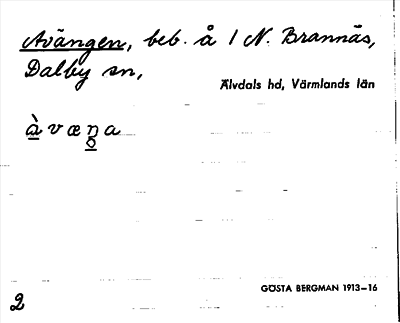 Avängen, beb. å 1 N. Brannäs,
Dalby sn,
Älvdals hd, Värmlands län
àvæŋa
GÖSTA BERGMAN 1913–16
2